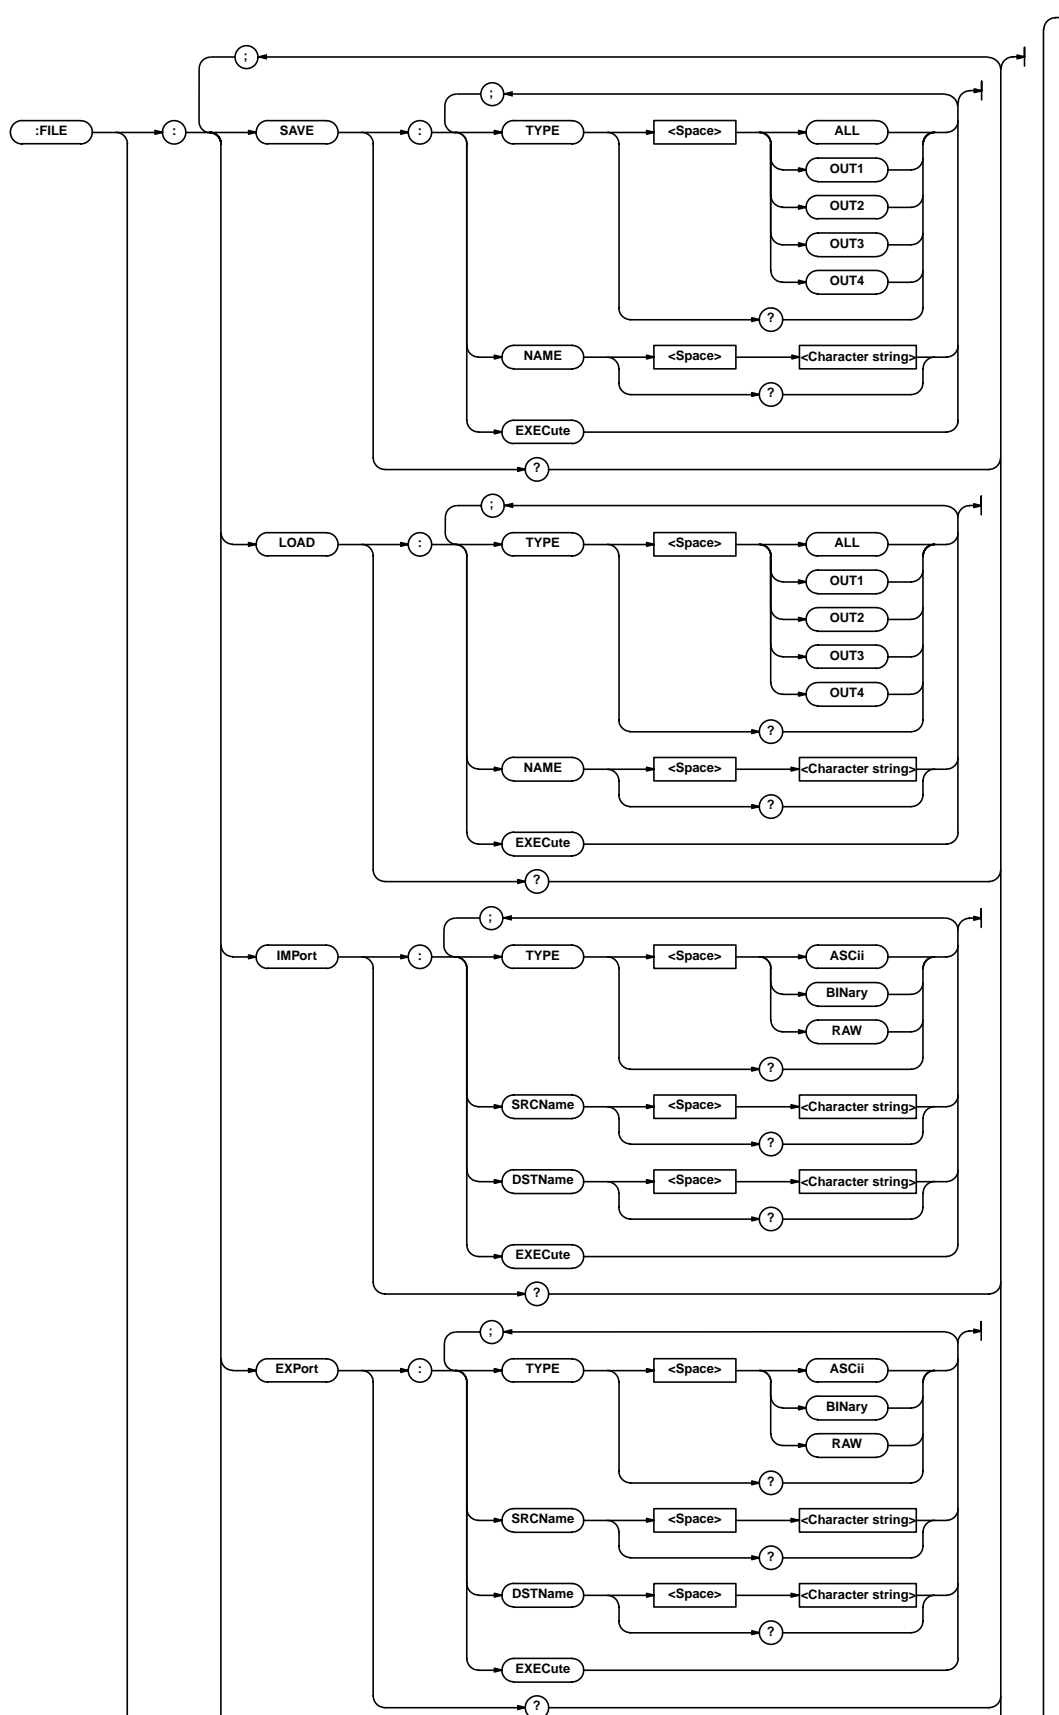 ;
;
:FILE : SAVE : TYPE <Space> ALL
OUT1
OUT2
OUT3
OUT4
?
NAME <Space> <Character string>
?
EXECute
?
;
LOAD : TYPE <Space> ALL
OUT1
OUT2
OUT3
OUT4
?
NAME <Space> <Character string>
?
EXECute
?
;
IMPort : TYPE <Space> ASCii
BINary
RAW
?
SRCName <Space> <Character string>
?
DSTName <Space> <Character string>
?
EXECute
?
;
EXPort : TYPE <Space> ASCii
BINary
RAW
?
SRCName <Space> <Character string>
?
DSTName <Space> <Character string>
?
EXECute
?